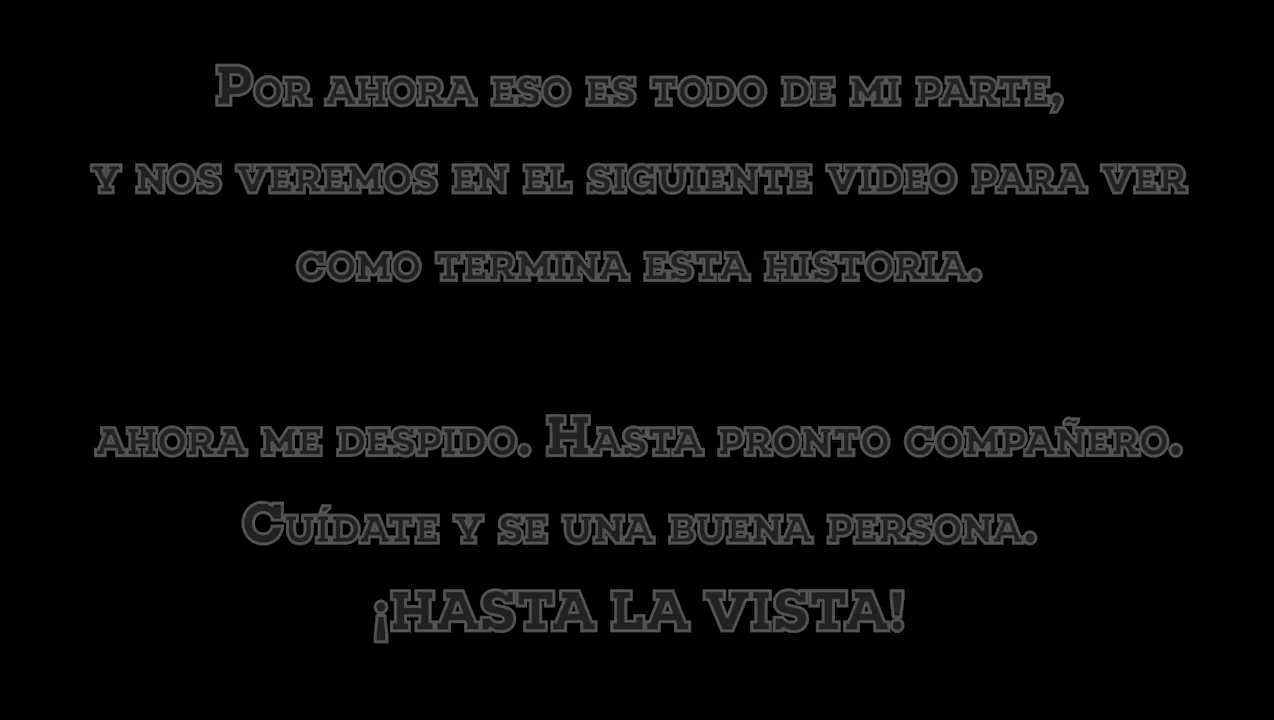 Por ahora eso es todo de mi parte,
y nos veremos en el siguiente video para ver
como termina esta historia.
ahora me despido. Hasta pronto compañero.
Cuídate y se una buena persona.
¡HASTA LA VISTA!